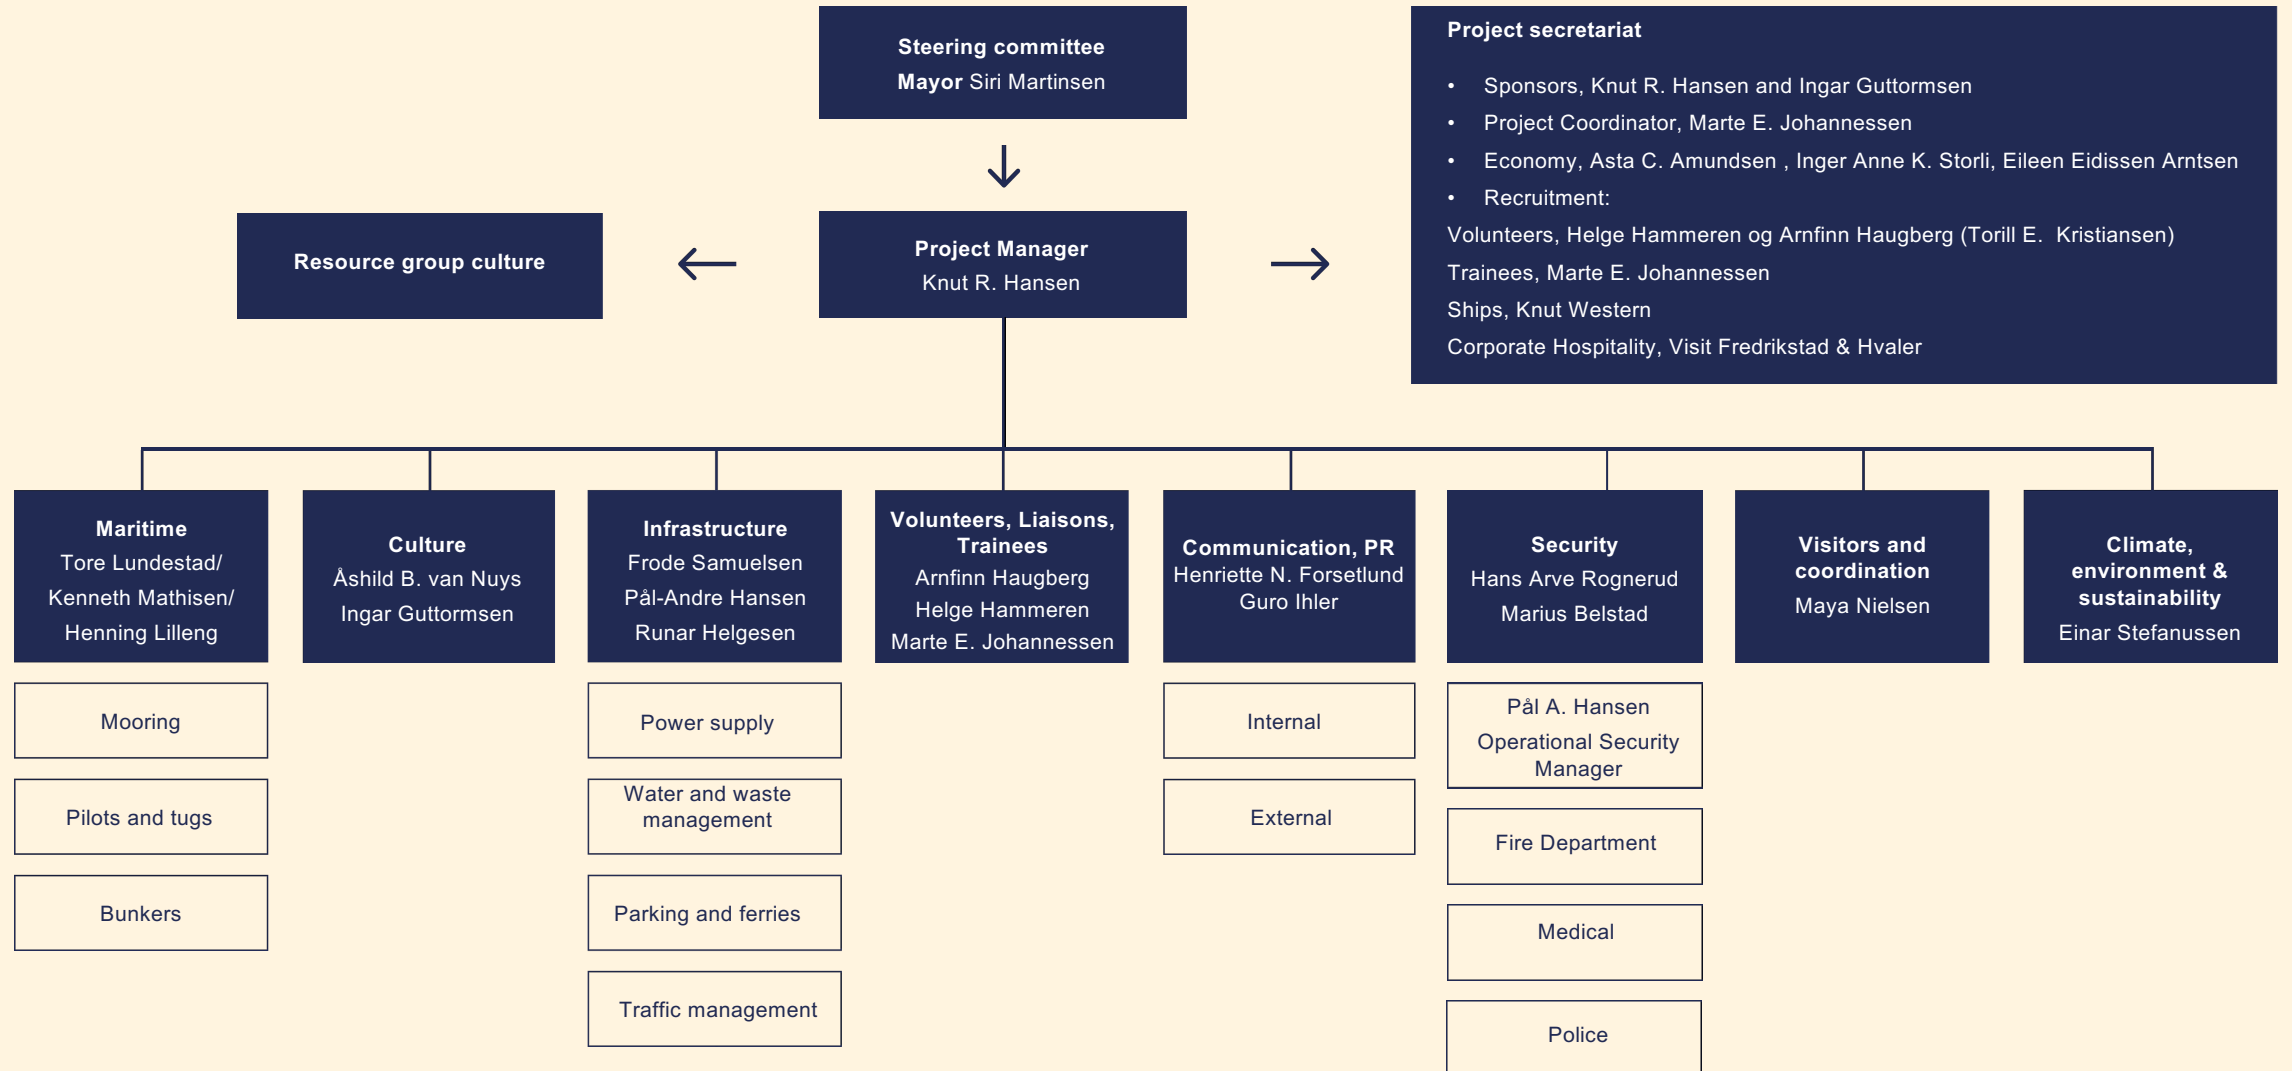 Steering committee
Mayor Siri Martinsen
Project secretariat
• Sponsors, Knut R. Hansen and Ingar Guttormsen
• Project Coordinator, Marte E. Johannessen
• Economy, Asta C. Amundsen , Inger Anne K. Storli, Eileen Eidissen Arntsen
• Recruitment:
Volunteers, Helge Hammeren og Arnfinn Haugberg (Torill E. Kristiansen)
Trainees, Marte E. Johannessen
Ships, Knut Western
Corporate Hospitality, Visit Fredrikstad & Hvaler
Resource group culture
Project Manager
Knut R. Hansen
Maritime
Tore Lundestad/
Kenneth Mathisen/
Henning Lilleng
Mooring
Pilots and tugs
Bunkers
Culture
Åshild B. van Nuys
Ingar Guttormsen
Infrastructure
Frode Samuelsen
Pål-Andre Hansen
Runar Helgesen
Power supply
Water and waste
management
Parking and ferries
Traffic management
Volunteers, Liaisons,
Trainees
Arnfinn Haugberg
Helge Hammeren
Marte E. Johannessen
Communication, PR
Henriette N. Forsetlund
Guro Ihler
Internal
External
Security
Hans Arve Rognerud
Marius Belstad
Pål A. Hansen
Operational Security
Manager
Fire Department
Medical
Police
Visitors and
coordination
Maya Nielsen
Climate,
environment &
sustainability
Einar Stefanussen